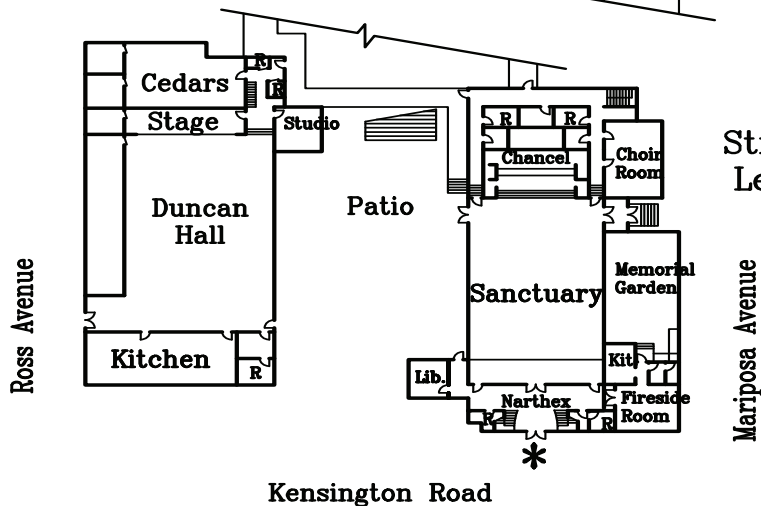 R
Cedars
R
Stage
Studio
R
R
Chancel
Choir
Room
Duncan
Hall
Patio
Sanctuary
Memorial
Garden
Ross Avenue
Mariposa Avenue
Kitchen
R
Lib.
Kit.
Narthex
Fireside
Room
R
R
*
Kensington Road